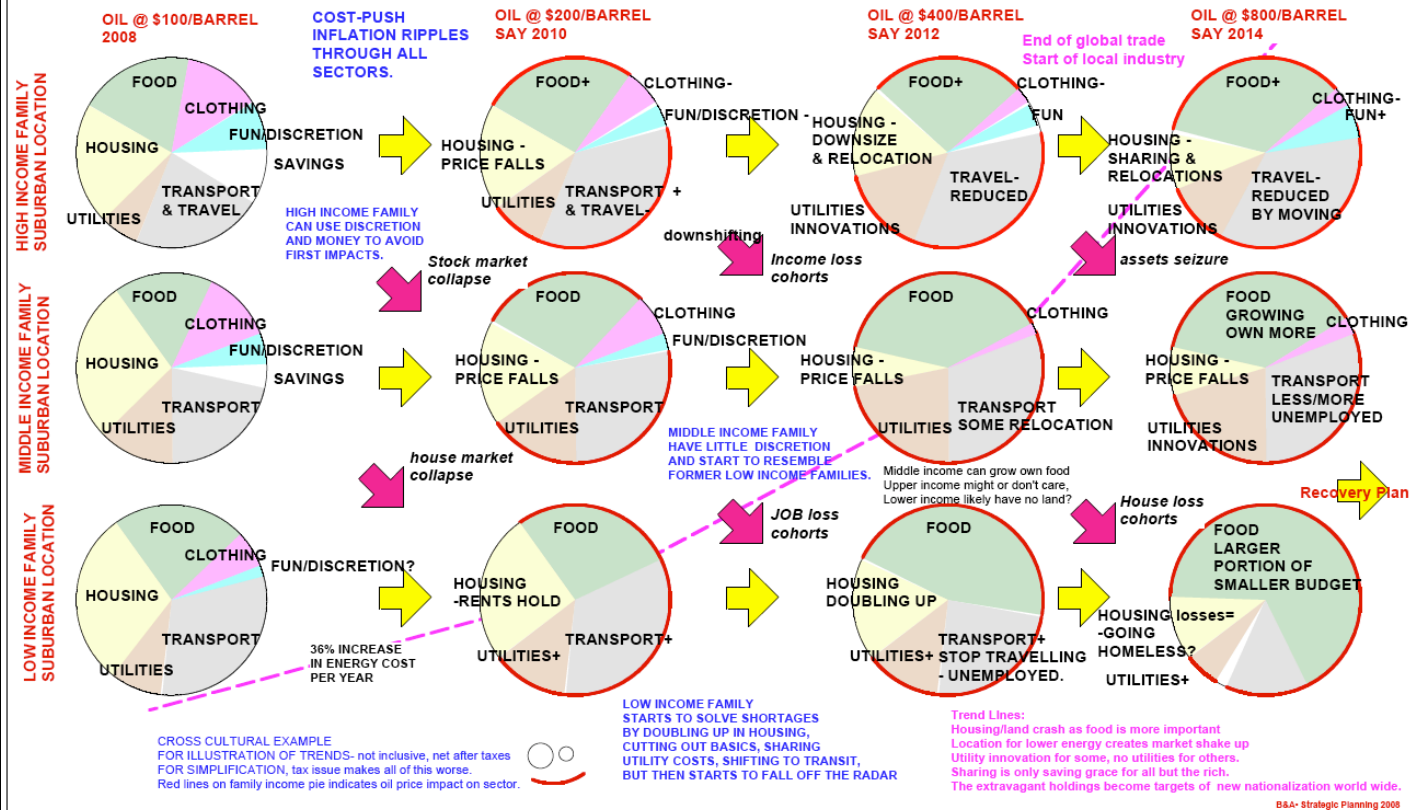 OIL @ $100/BARREL
2008
COST-PUSH
INFLATION RIPPLES
THROUGH ALL
SECTORS.
OIL @ $200/BARREL
SAY 2010
OIL @ $400/BARREL
SAY 2012
End of global trade
Start of local industry
OIL @ $800/BARREL
SAY 2014
HIGH INCOME FAMILY
SUBURBAN LOCATION
FOOD
CLOTHING
FUN/DISCRETION
SAVINGS
HOUSING
UTILITIES
TRANSPORT
& TRAVEL
HIGH INCOME FAMILY
CAN USE DISCRETION
AND MONEY TO AVOID
FIRST IMPACTS.
FOOD+
CLOTHING-
FUN/DISCRETION -
HOUSING -
PRICE FALLS
UTILITIES
TRANSPORT +
& TRAVEL-
FOOD+
CLOTHING-
FUN
HOUSING -
DOWNSIZE
& RELOCATION
TRAVEL-
REDUCED
UTILITIES
INNOVATIONS
FOOD+
CLOTHING-
FUN+
HOUSING -
SHARING &
RELOCATIONS
TRAVEL-
REDUCED
BY MOVING
UTILITIES
INNOVATIONS
Stock market
collapse
downshifting
Income loss
cohorts
assets seizure
MIDDLE INCOME FAMILY
SUBURBAN LOCATION
FOOD
CLOTHING
FUN/DISCRETION
SAVINGS
HOUSING
TRANSPORT
UTILITIES
FOOD
CLOTHING
FUN/DISCRETION
HOUSING -
PRICE FALLS
TRANSPORT
UTILITIES
MIDDLE INCOME FAMILY
HAVE LITTLE DISCRETION
AND START TO RESEMBLE
FORMER LOW INCOME FAMILIES.
FOOD
CLOTHING
HOUSING -
PRICE FALLS
UTILITIES
TRANSPORT
SOME RELOCATION
FOOD
GROWING
OWN MORE
CLOTHING
HOUSING -
PRICE FALLS
TRANSPORT
LESS/MORE
UNEMPLOYED
UTILITIES
INNOVATIONS
house market
collapse
Middle income can grow own food
Upper income might or don't care,
Lower income likely have no land?
JOB loss
cohorts
House loss
cohorts
Recovery Plan
LOW INCOME FAMILY
SUBURBAN LOCATION
FOOD
CLOTHING
FUN/DISCRETION?
HOUSING
TRANSPORT
UTILITIES
36% INCREASE
IN ENERGY COST
PER YEAR
FOOD
HOUSING
-RENTS HOLD
TRANSPORT+
UTILITIES+
FOOD
HOUSING
DOUBLING UP
UTILITIES+
TRANSPORT+
STOP TRAVELLING
- UNEMPLOYED.
FOOD
LARGER
PORTION OF
SMALLER BUDGET
HOUSING losses=
-GOING
HOMELESS?
UTILITIES+
CROSS CULTURAL EXAMPLE
FOR ILLUSTRATION OF TRENDS- not inclusive, net after taxes
FOR SIMPLIFICATION, tax issue makes all of this worse.
Red lines on family income pie indicates oil price impact on sector.
LOW INCOME FAMILY
STARTS TO SOLVE SHORTAGES
BY DOUBLING UP IN HOUSING,
CUTTING OUT BASICS, SHARING
UTILITY COSTS, SHIFTING TO TRANSIT,
BUT THEN STARTS TO FALL OFF THE RADAR
Trend LInes:
Housing/land crash as food is more important
Location for lower energy creates market shake up
Utility innovation for some, no utilities for others.
Sharing is only saving grace for all but the rich.
The extravagant holdings become targets of new nationalization world wide.
B&A• Strategic Planning 2008